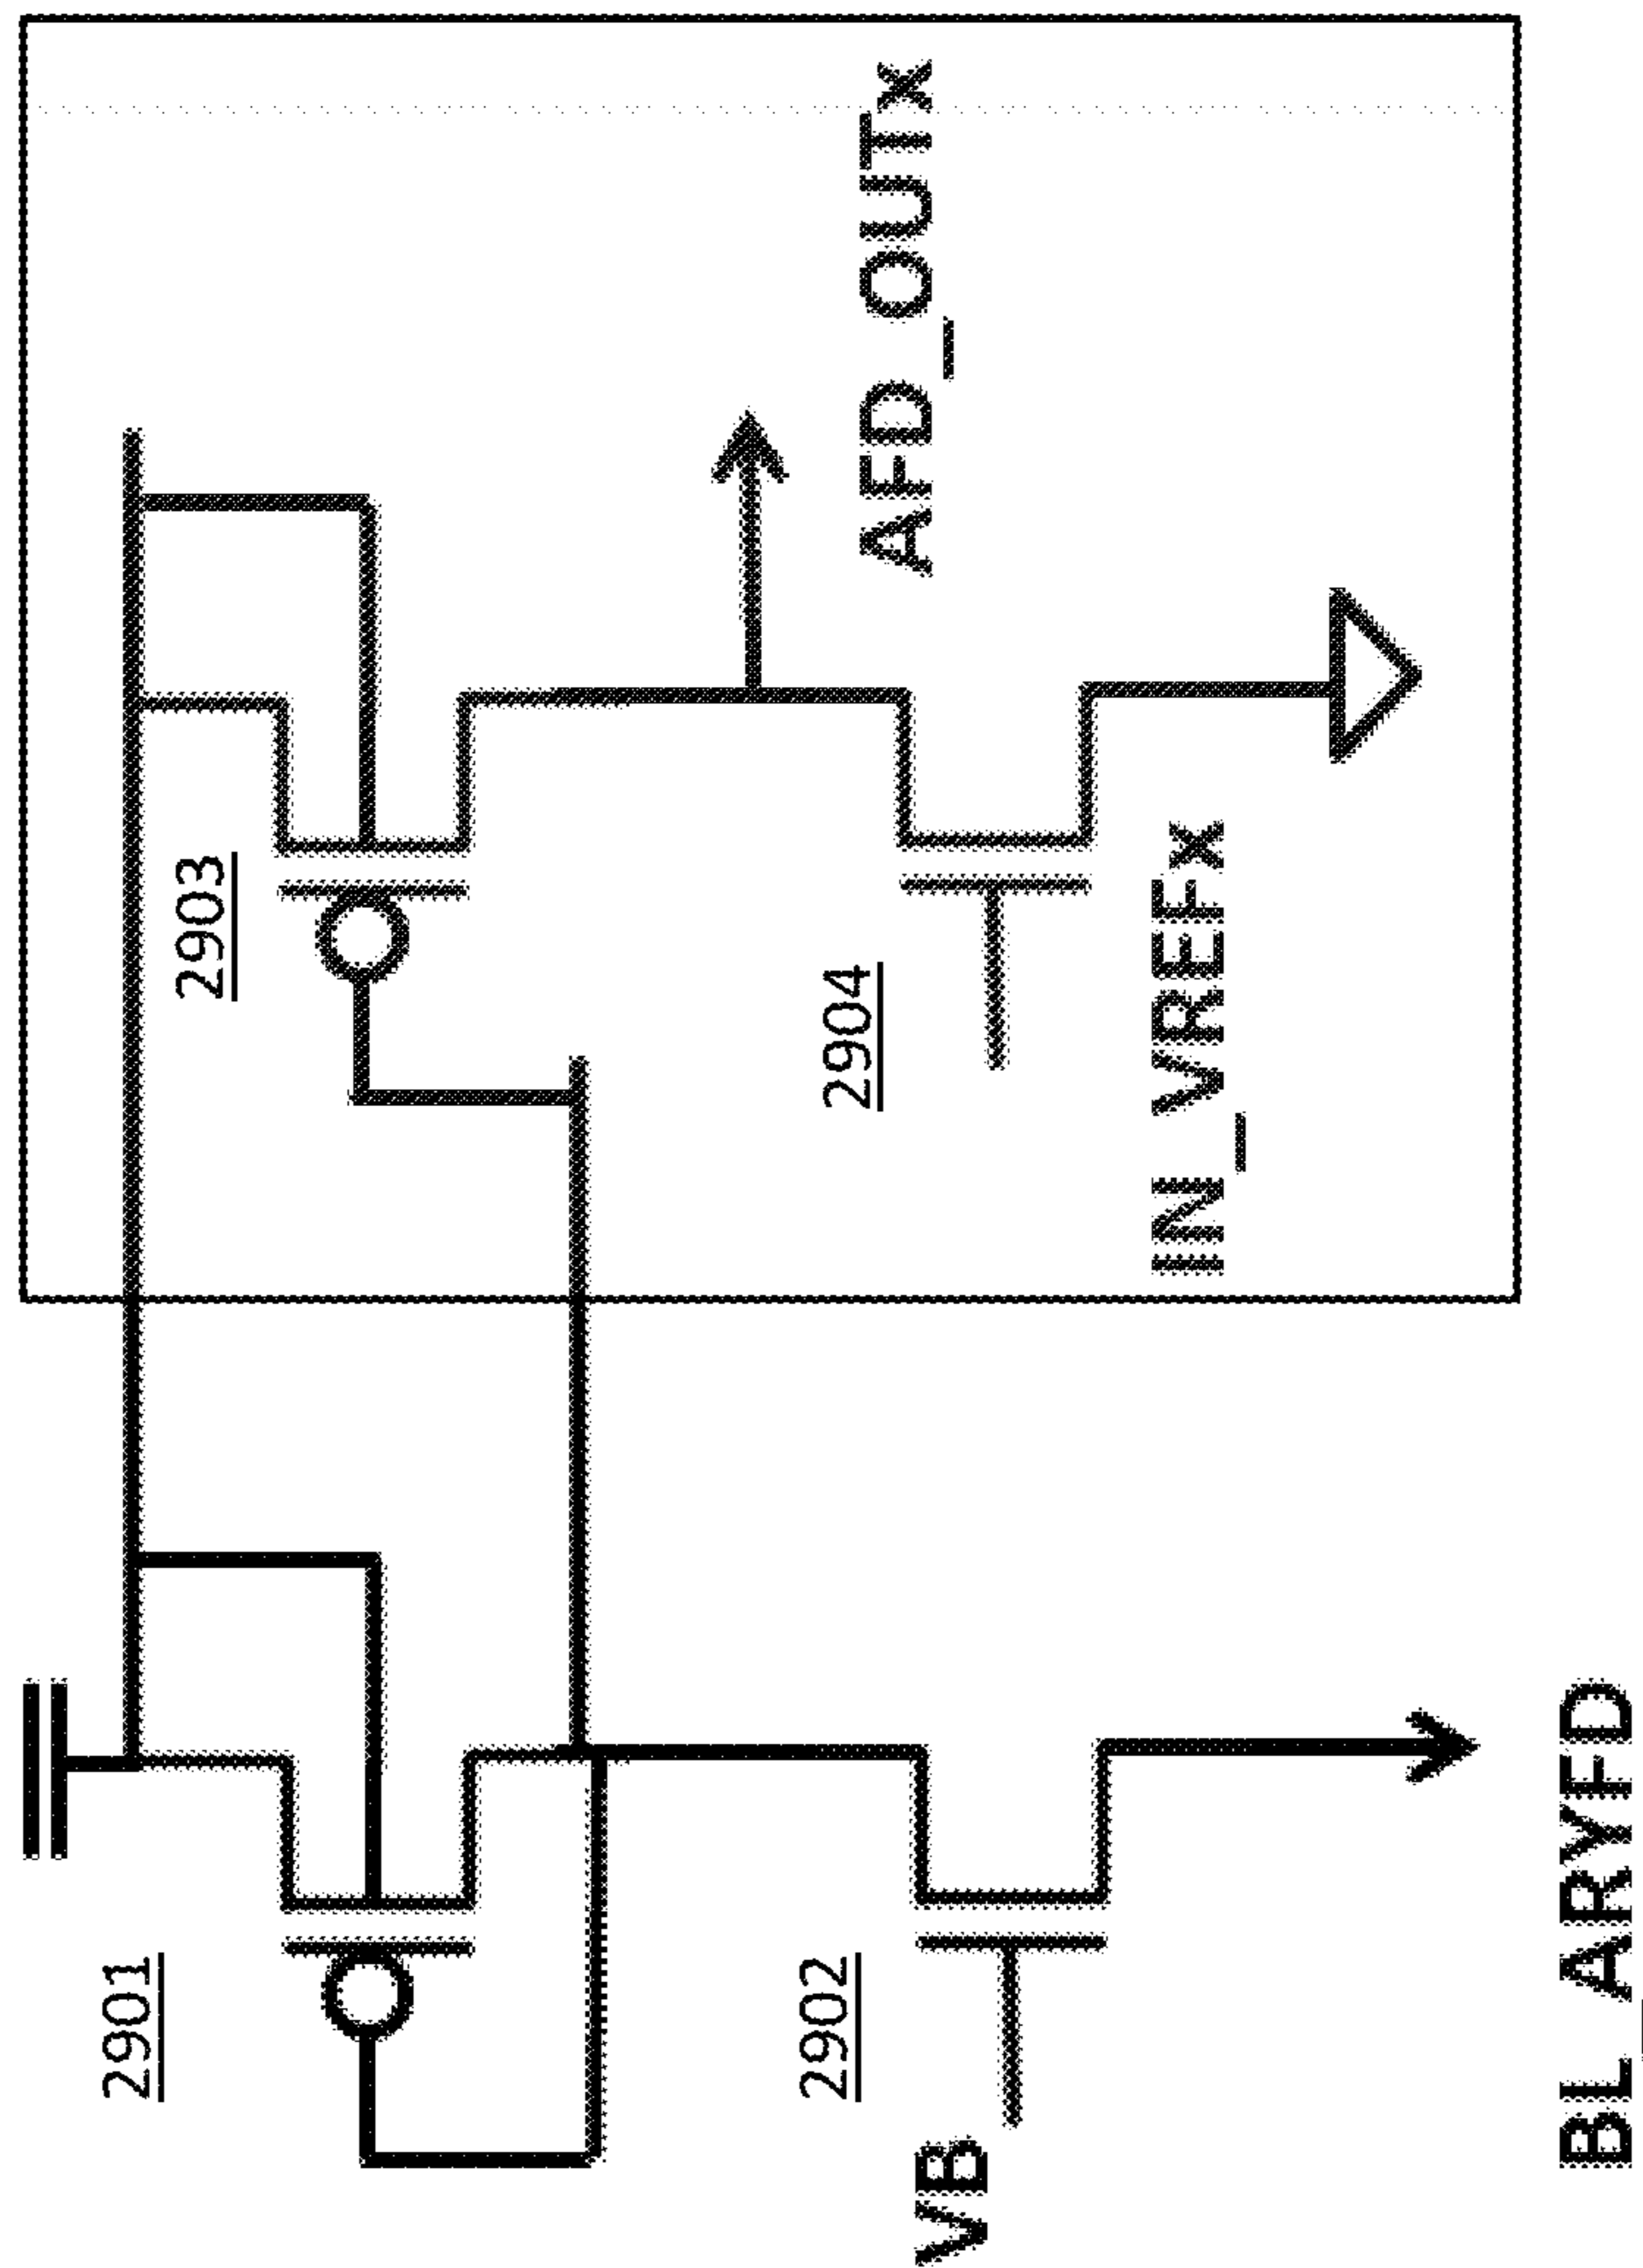 2901
2902
VB
BL_ARYFD
2903
2904
IN_VREFx
AFD_OUTx